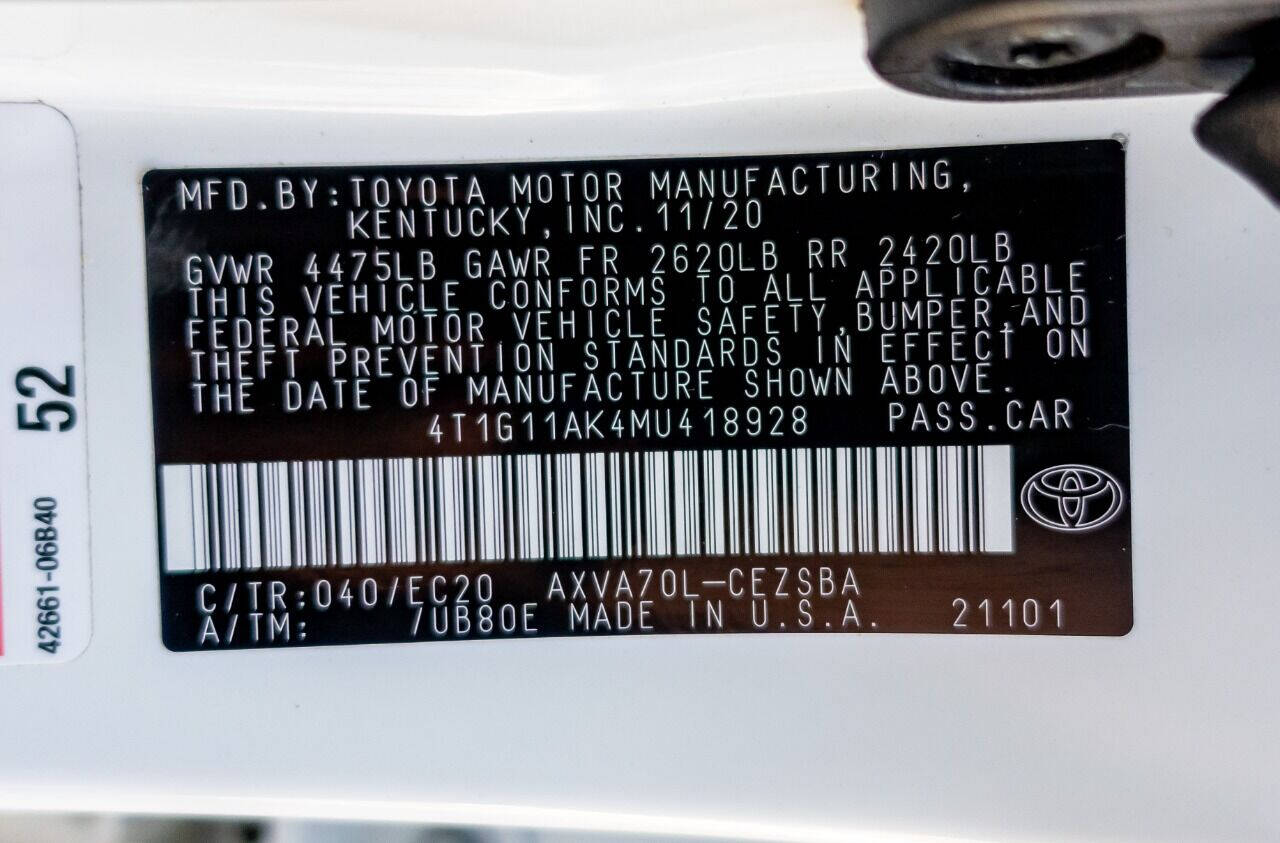 MFD.BY:TOYOTA MOTOR MANUFACTURING,
KENTUCKY,INC.11/20
GVWR 4475LB GAWR FR 2620LB RR 2420LB
THIS VEHICLE CONFORMS TO ALL APPLICABLE
FEDERAL MOTOR VEHICLE SAFETY,BUMPER,AND
THEFT PREVENTION STANDARDS IN EFFECT ON
THE DATE OF MANUFACTURE SHOWN ABOVE.
4T1G11AK4MU418928 PASS.CAR
C/TR:040/EC20 AXVA70L-CEZSBA
A/TM: /UB80E MADE IN U.S.A. 21101
52
42661-06B40